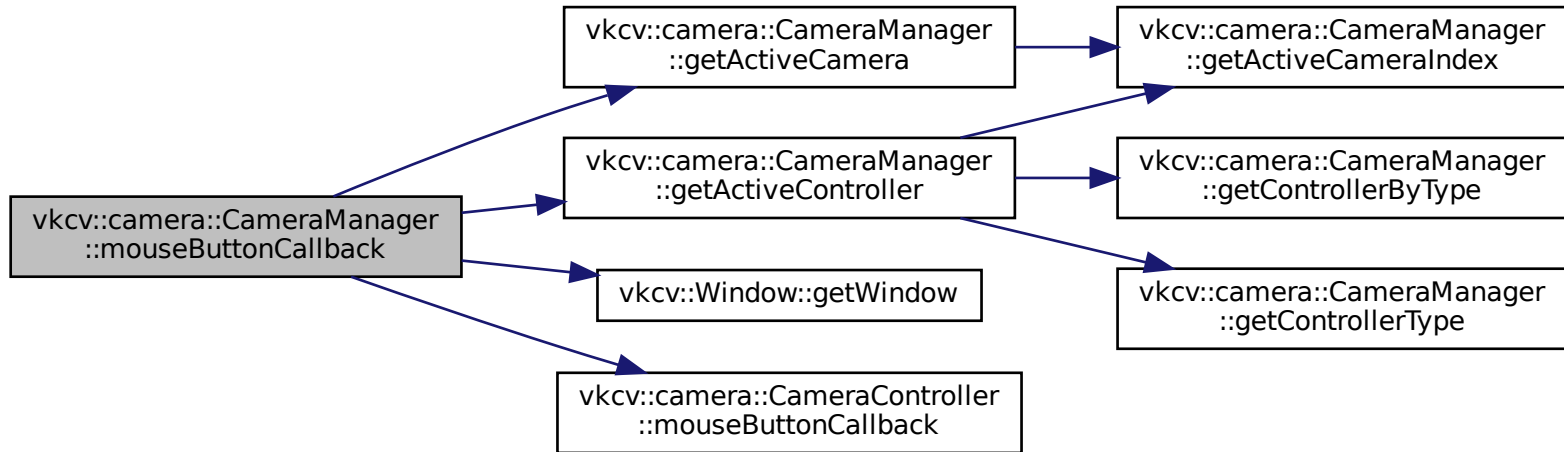 vkcv::camera::CameraManager
::mouseButtonCallback
vkcv::camera::CameraManager
::getActiveCamera
vkcv::camera::CameraManager
::getActiveController
vkcv::Window::getWindow
vkcv::camera::CameraController
::mouseButtonCallback
vkcv::camera::CameraManager
::getActiveCameraIndex
vkcv::camera::CameraManager
::getControllerByType
vkcv::camera::CameraManager
::getControllerType